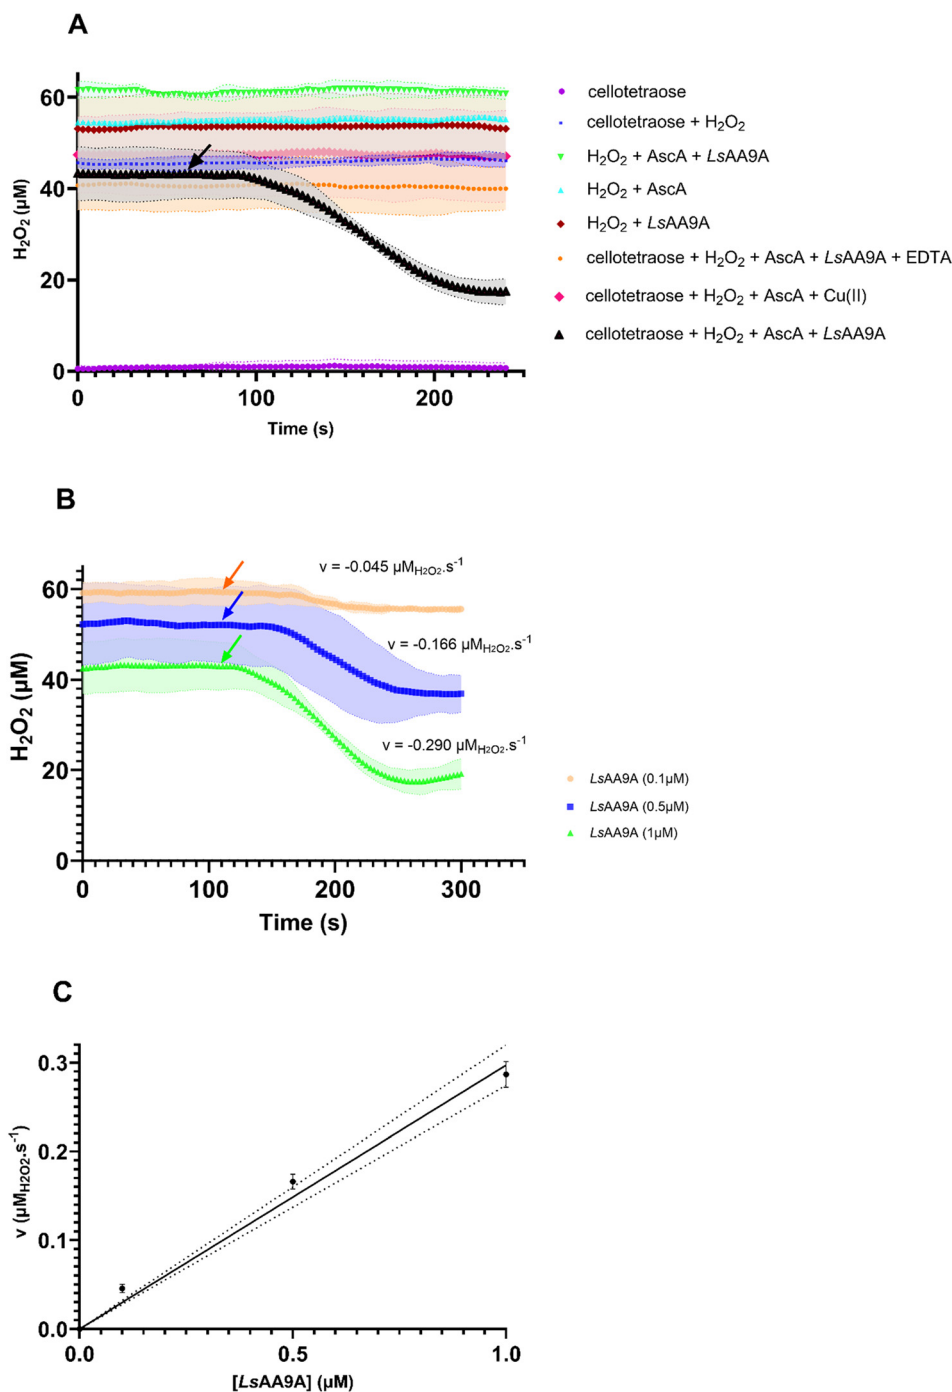 A
H₂O₂ (µM)
60
40
20
0
0
100
200
Time (s)
cellotetraose
cellotetraose + H₂O₂
H₂O₂ + AscA + LsAA9A
H₂O₂ + AscA
H₂O₂ + LsAA9A
cellotetraose + H₂O₂ + AscA + LsAA9A + EDTA
cellotetraose + H₂O₂ + AscA + Cu(II)
cellotetraose + H₂O₂ + AscA + LsAA9A
B
H₂O₂ (µM)
60
40
20
0
0
100
200
300
Time (s)
v = -0.045 µM_H₂O₂.s⁻¹
v = -0.166 µM_H₂O₂.s⁻¹
v = -0.290 µM_H₂O₂.s⁻¹
LsAA9A (0.1µM)
LsAA9A (0.5µM)
LsAA9A (1µM)
C
v (µM_H2O2.s⁻¹)
0.3
0.2
0.1
0.0
0.0
0.5
1.0
[LsAA9A] (µM)